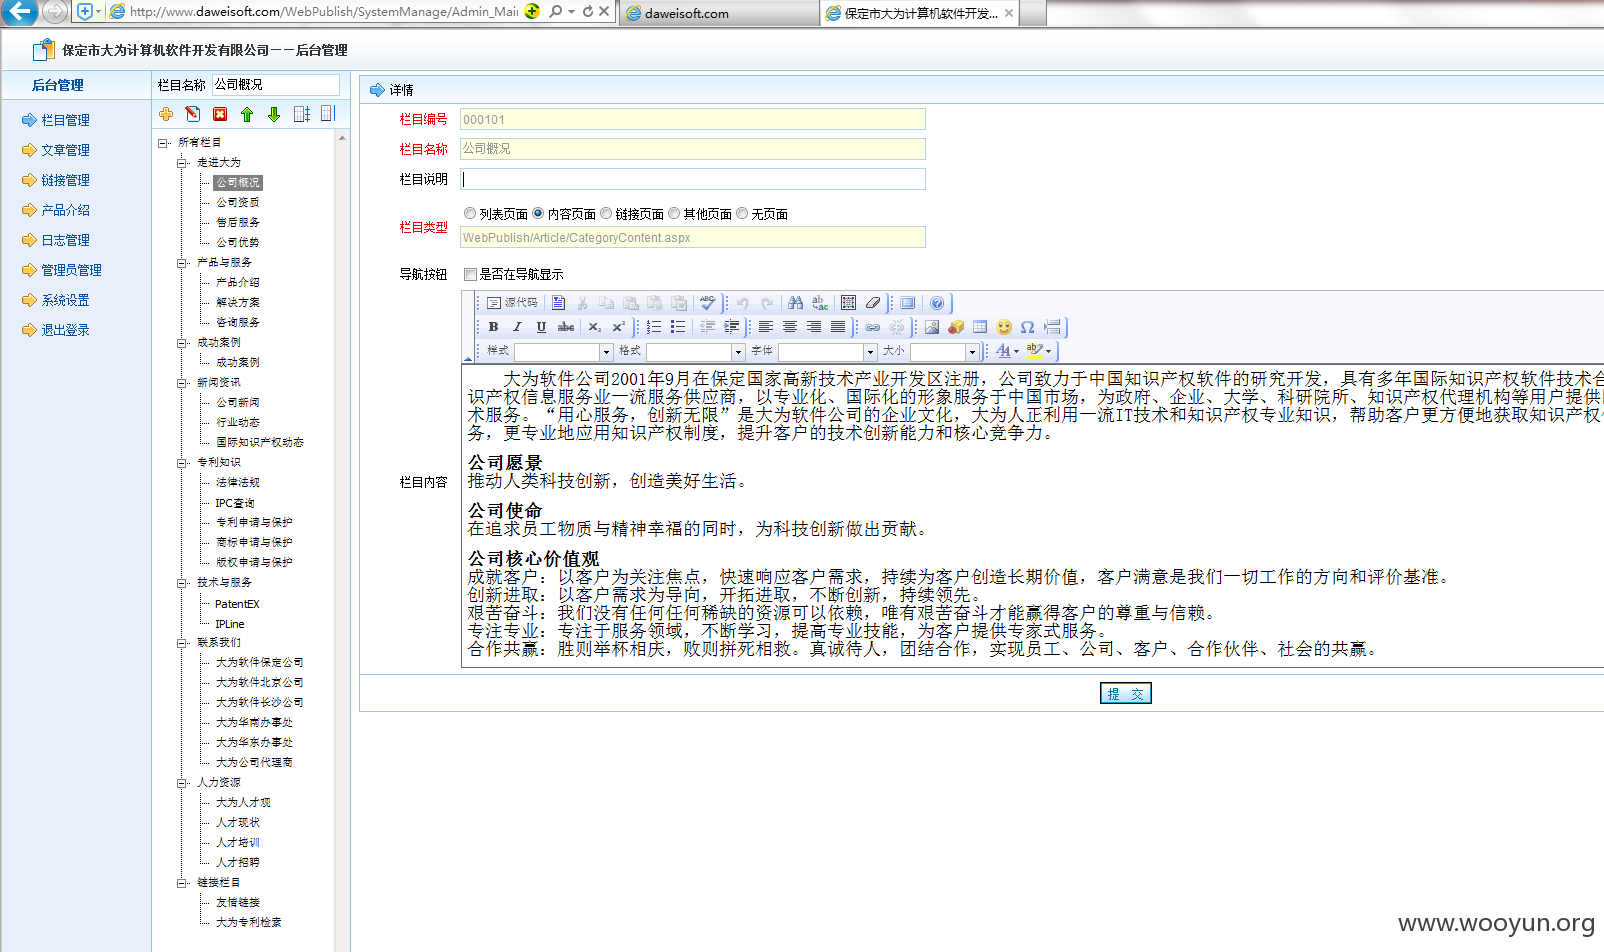 http://www.daweisoft.com/WebPublish/SystemManage/Admin_Mai
daweisoft.com
保定市大为计算机软件开发...
保定市大为计算机软件开发有限公司——后台管理
后台管理
栏目管理
文章管理
链接管理
产品介绍
日志管理
管理员管理
系统设置
退出登录
栏目名称 公司概况
所有栏目
走进大为
公司概况
公司资质
售后服务
公司优势
产品与服务
产品介绍
解决方案
咨询服务
成功案例
成功案例
新闻资讯
公司新闻
行业动态
国际知识产权动态
专利知识
法律法规
IPC查询
专利申请与保护
商标申请与保护
版权申请与保护
技术与服务
PatentEX
IPLine
联系我们
大为软件保定公司
大为软件北京公司
大为软件长沙公司
大为华南办事处
大为华东办事处
大为公司代理商
人力资源
大为人才观
人才现状
人才培训
人才招聘
链接栏目
友情链接
大为专利检索
详情
栏目编号 000101
栏目名称 公司概况
栏目说明
栏目类型 列表页面 内容页面 链接页面 其他页面 无页面
WebPublish/Article/CategoryContent.aspx
导航按钮 是否在导航显示
源代码
样式 格式 字体 大小
栏目内容
大为软件公司2001年9月在保定国家高新技术产业开发区注册，公司致力于中国知识产权软件的研究开发，具有多年国际知识产权软件技术合
识产权信息服务业一流服务供应商，以专业化、国际化的形象服务于中国市场，为政府、企业、大学、科研院所、知识产权代理机构等用户提供
术服务。“用心服务，创新无限”是大为软件公司的企业文化，大为人正利用一流IT技术和知识产权专业知识，帮助客户更方便地获取知识产权
务，更专业地应用知识产权制度，提升客户的技术创新能力和核心竞争力。
公司愿景
推动人类科技创新，创造美好生活。
公司使命
在追求员工物质与精神幸福的同时，为科技创新做出贡献。
公司核心价值观
成就客户：以客户为关注焦点，快速响应客户需求，持续为客户创造长期价值，客户满意是我们一切工作的方向和评价基准。
创新进取：以客户需求为导向，开拓进取，不断创新，持续领先。
艰苦奋斗：我们没有任何任何稀缺的资源可以依赖，唯有艰苦奋斗才能赢得客户的尊重与信赖。
专注专业：专注于服务领域，不断学习，提高专业技能，为客户提供专家式服务。
合作共赢：胜则举杯相庆，败则拼死相救。真诚待人，团结合作，实现员工、公司、客户、合作伙伴、社会的共赢。
提 交
www.wooyun.org